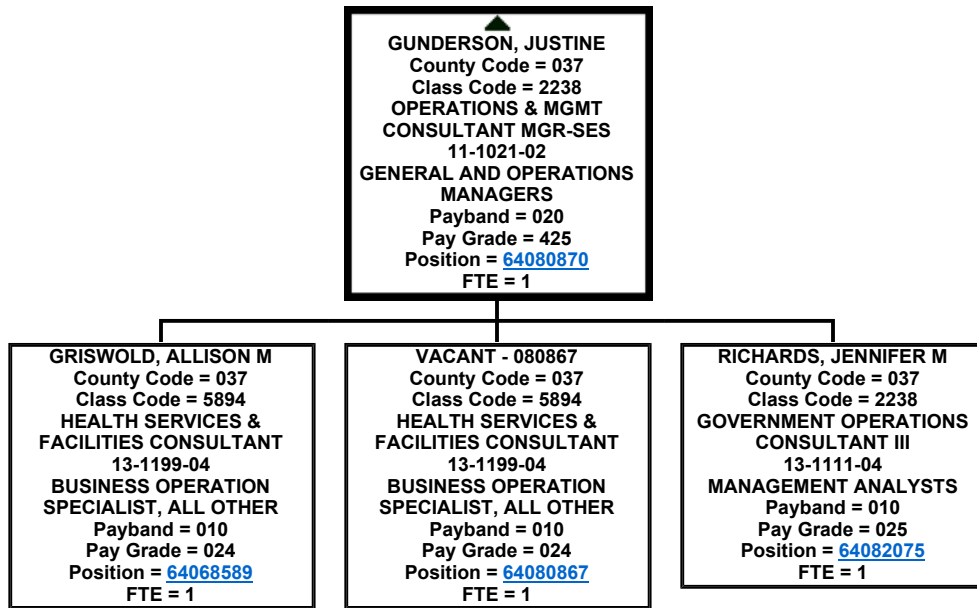 GUNDERSON, JUSTINE
County Code = 037
Class Code = 2238
OPERATIONS & MGMT
CONSULTANT MGR-SES
11-1021-02
GENERAL AND OPERATIONS
MANAGERS
Payband = 020
Pay Grade = 425
Position = 64080870
FTE = 1
GRISWOLD, ALLISON M
County Code = 037
Class Code = 5894
HEALTH SERVICES &
FACILITIES CONSULTANT
13-1199-04
BUSINESS OPERATION
SPECIALIST, ALL OTHER
Payband = 010
Pay Grade = 024
Position = 64068589
FTE = 1
VACANT - 080867
County Code = 037
Class Code = 5894
HEALTH SERVICES &
FACILITIES CONSULTANT
13-1199-04
BUSINESS OPERATION
SPECIALIST, ALL OTHER
Payband = 010
Pay Grade = 024
Position = 64080867
FTE = 1
RICHARDS, JENNIFER M
County Code = 037
Class Code = 2238
GOVERNMENT OPERATIONS
CONSULTANT III
13-1111-04
MANAGEMENT ANALYSTS
Payband = 010
Pay Grade = 025
Position = 64082075
FTE = 1